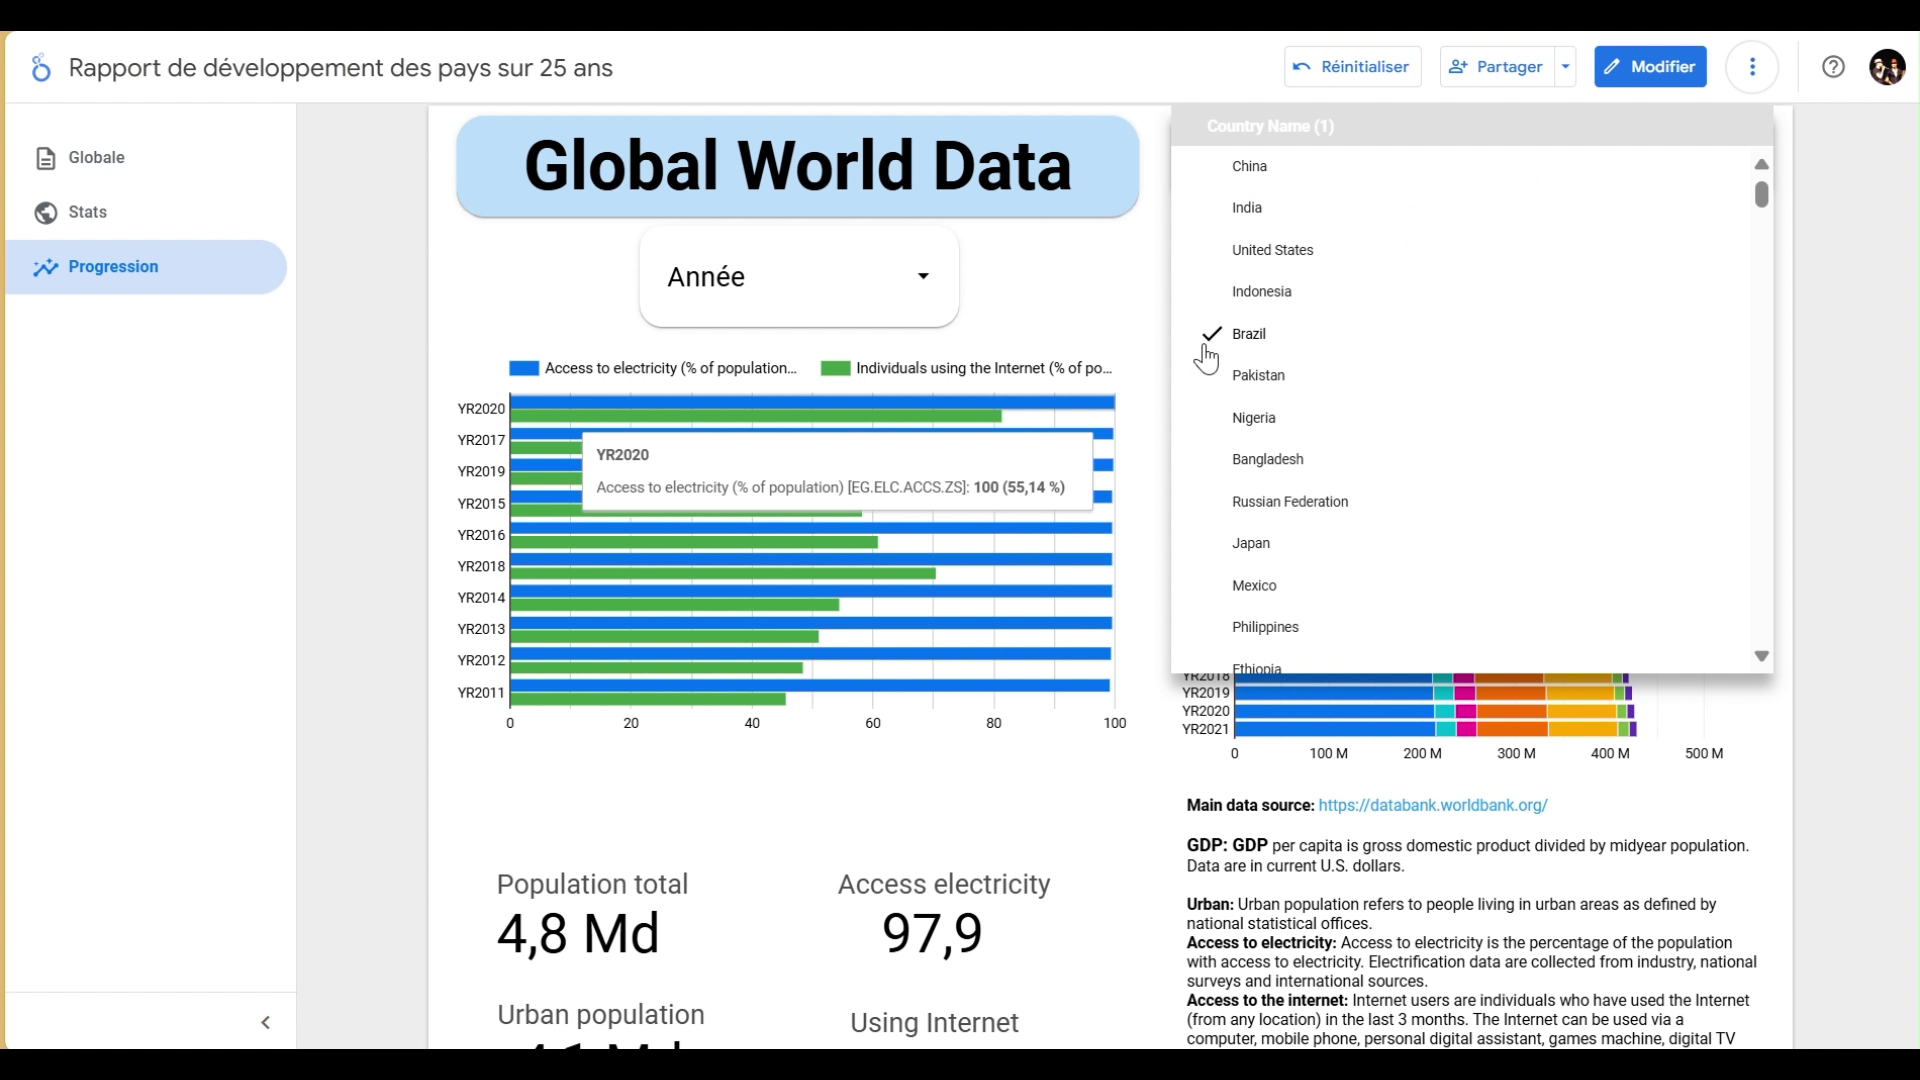 Rapport de développement des pays sur 25 ans
Réinitialiser
Partager
Modifier
Globale
Stats
Progression
Global World Data
Année
Access to electricity (% of population...
Individuals using the Internet (% of po...
YR2020
YR2017
YR2019
YR2015
YR2016
YR2018
YR2014
YR2013
YR2012
YR2011
0 20 40 60 80 100
YR2020
Access to electricity (% of population) [EG.ELC.ACCS.ZS]: 100 (55,14 %)
Population total
4,8 Md
Access electricity
97,9
Urban population
Using Internet
Country Name (1)
China
India
United States
Indonesia
Brazil
Pakistan
Nigeria
Bangladesh
Russian Federation
Japan
Mexico
Philippines
Ethiopia
YR2018
YR2019
YR2020
YR2021
0 100 M 200 M 300 M 400 M 500 M
Main data source: https://databank.worldbank.org/
GDP: GDP per capita is gross domestic product divided by midyear population.
Data are in current U.S. dollars.
Urban: Urban population refers to people living in urban areas as defined by
national statistical offices.
Access to electricity: Access to electricity is the percentage of the population
with access to electricity. Electrification data are collected from industry, national
surveys and international sources.
Access to the internet: Internet users are individuals who have used the Internet
(from any location) in the last 3 months. The Internet can be used via a
computer, mobile phone, personal digital assistant, games machine, digital TV